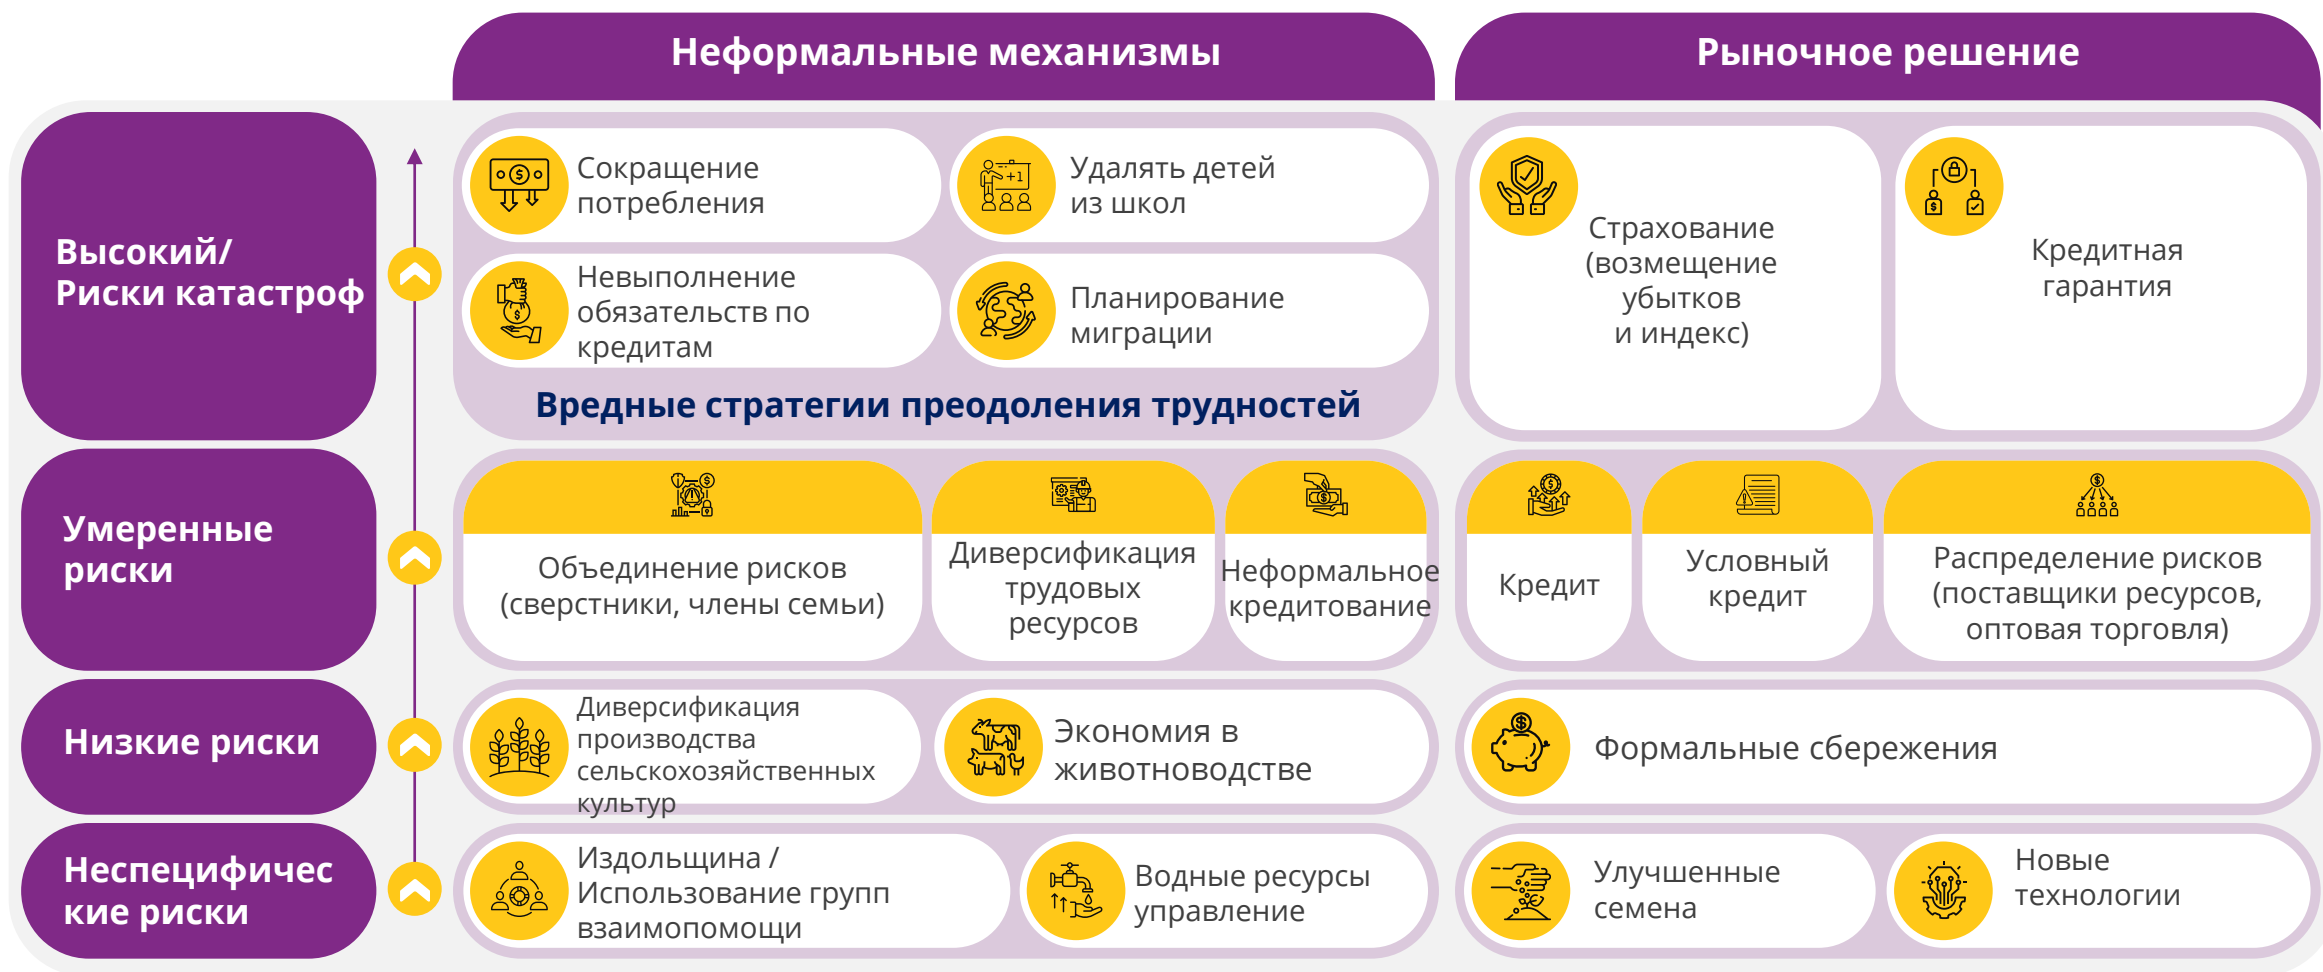 Неформальные механизмы
Рыночное решение
Высокий/
Риски катастроф
Сокращение
потребления
Удалять детей
из школ
+1
Невыполнение
обязательств по
кредитам
Планирование
миграции
Вредные стратегии преодоления трудностей
Страхование
(возмещение
убытков
и индекс)
Кредитная
гарантия
Умеренные
риски
Объединение рисков
(сверстники, члены семьи)
Диверсификация
трудовых
ресурсов
Неформальное
кредитование
Кредит
Условный
кредит
Распределение рисков
(поставщики ресурсов,
оптовая торговля)
Низкие риски
Диверсификация
производства
сельскохозяйственных
культур
Экономия в
животноводстве
Формальные сбережения
Неспецифичес
кие риски
Издольщина /
Использование групп
взаимопомощи
Водные ресурсы
управление
Улучшенные
семена
Новые
технологии